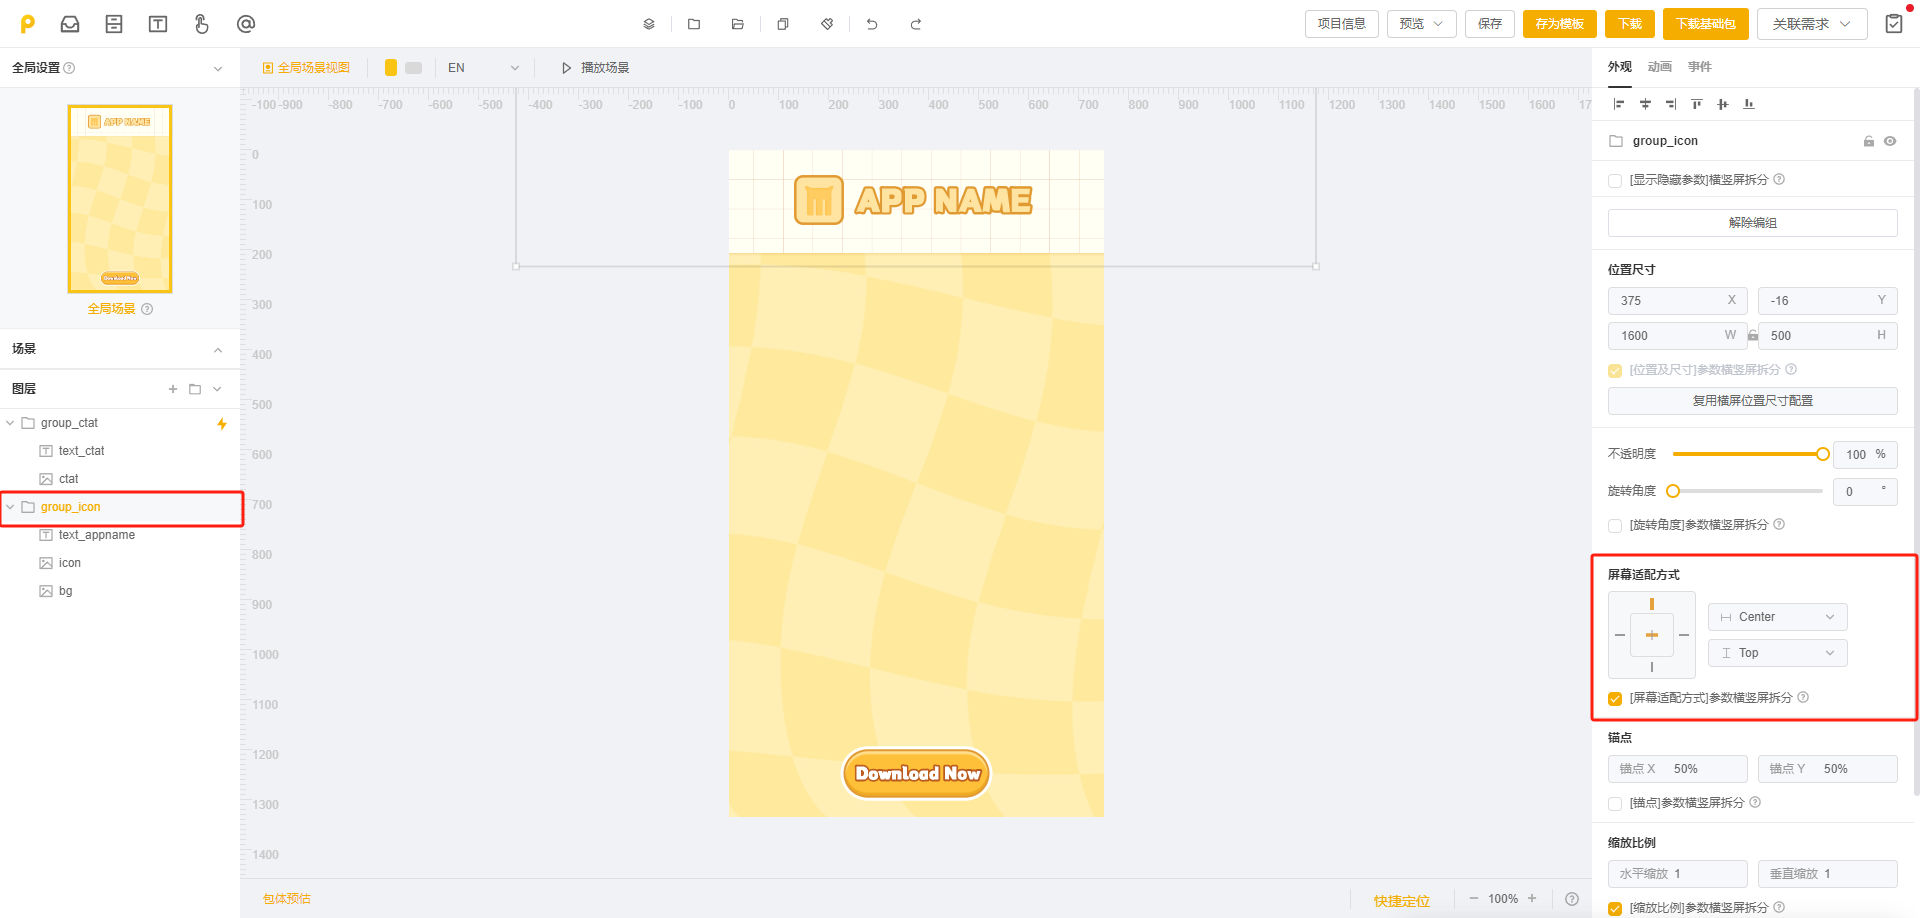 项目信息
预览
保存
存为模板
下载
下载基础包
关联需求
全局设置
全局场景视图
EN
播放场景
外观 动画 事件
-100 -900 -800 -700 -600 -500 -400 -300 -200 -100 0 100 200 300 400 500 600 700 800 900 1000 1100 1200 1300 1400 1500 1600 17
APP NAME
Download Now
全局场景
场景
图层
group_ctat
text_ctat
ctat
group_icon
text_appname
icon
bg
0
100
200
300
400
500
600
700
800
900
1000
1100
1200
1300
1400
APP NAME
Download Now
包体预估
快捷定位
100%
group_icon
[显示隐藏参数]横竖屏拆分
解除编组
位置尺寸
375 X
-16 Y
1600 W
500 H
[位置及尺寸]参数横竖屏拆分
复用横屏位置尺寸配置
不透明度
100 %
旋转角度
0 °
[旋转角度]参数横竖屏拆分
屏幕适配方式
Center
Top
[屏幕适配方式]参数横竖屏拆分
锚点
锚点 X 50%
锚点 Y 50%
[锚点]参数横竖屏拆分
缩放比例
水平缩放 1
垂直缩放 1
[缩放比例]参数横竖屏拆分